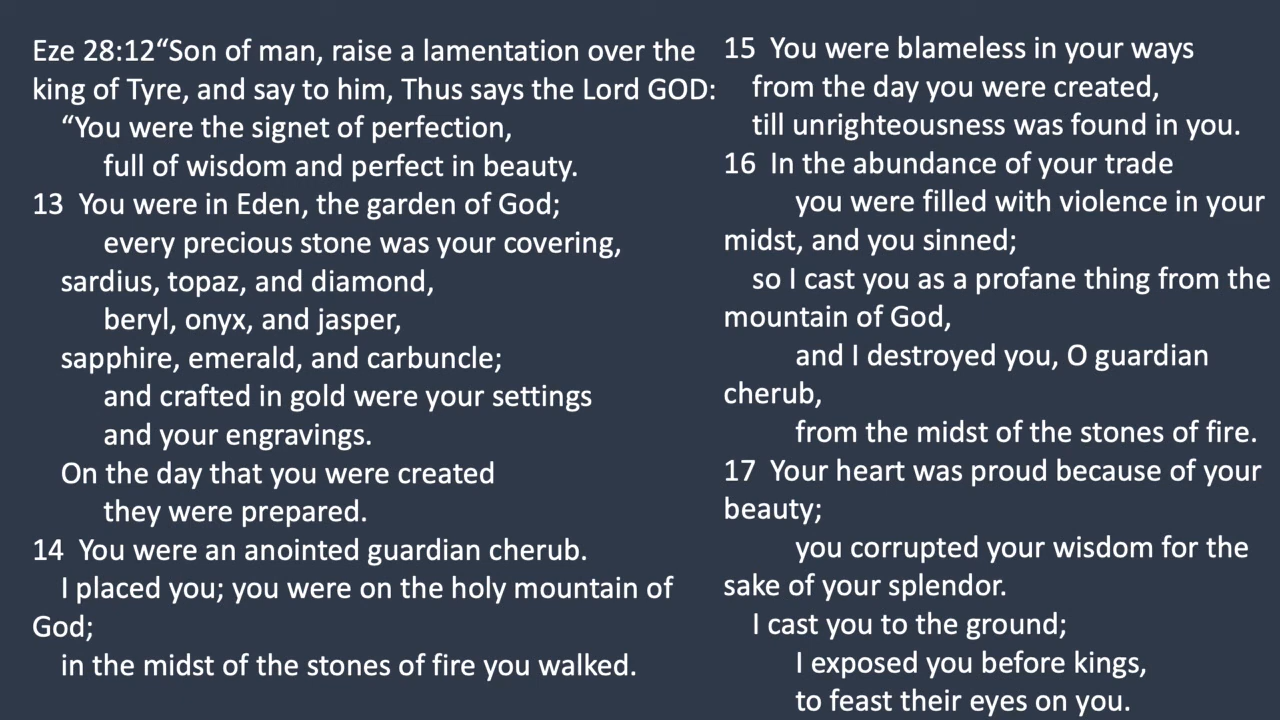 Eze 28:12“Son of man, raise a lamentation over the
king of Tyre, and say to him, Thus says the Lord GOD:
“You were the signet of perfection,
full of wisdom and perfect in beauty.
13 You were in Eden, the garden of God;
every precious stone was your covering,
sardius, topaz, and diamond,
beryl, onyx, and jasper,
sapphire, emerald, and carbuncle;
and crafted in gold were your settings
and your engravings.
On the day that you were created
they were prepared.
14 You were an anointed guardian cherub.
I placed you; you were on the holy mountain of
God;
in the midst of the stones of fire you walked.
15 You were blameless in your ways
from the day you were created,
till unrighteousness was found in you.
16 In the abundance of your trade
you were filled with violence in your
midst, and you sinned;
so I cast you as a profane thing from the
mountain of God,
and I destroyed you, O guardian
cherub,
from the midst of the stones of fire.
17 Your heart was proud because of your
beauty;
you corrupted your wisdom for the
sake of your splendor.
I cast you to the ground;
I exposed you before kings,
to feast their eyes on you.